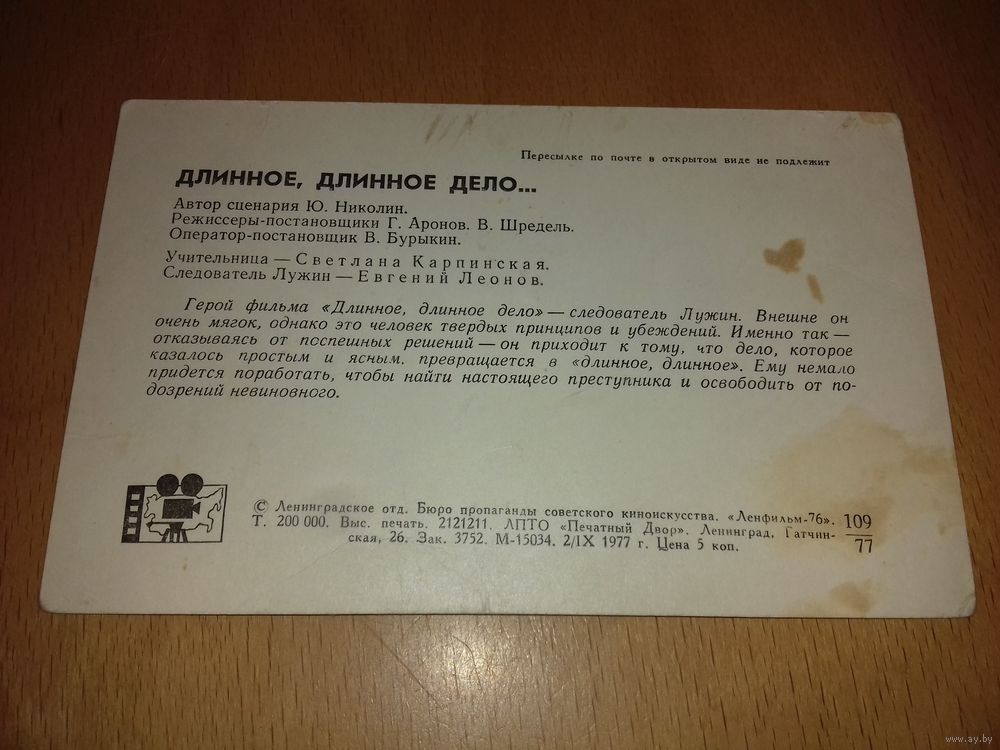 Пересылке по почте в открытом виде не подлежит
ДЛИННОЕ, ДЛИННОЕ ДЕЛО...
Автор сценария Ю. Николин.
Режиссеры-постановщики Г. Аронов. В. Шредель.
Оператор-постановщик В. Бурыкин.
Учительница — Светлана Карпинская.
Следователь Лужин — Евгений Леонов.
Герой фильма «Длинное, длинное дело» — следователь Лужин. Внешне он
очень мягок, однако это человек твердых принципов и убеждений. Именно так —
отказываясь от поспешных решений — он приходит к тому, что дело, которое
казалось простым и ясным, превращается в «длинное, длинное». Ему немало
придется поработать, чтобы найти настоящего преступника и освободить от по-
дозрений невиновного.
© Ленинградское отд. Бюро пропаганды советского киноискусства. «Ленфильм-76».
Т. 200 000. Выс. печать. 2121211. ЛПТО «Печатный Двор». Ленинград, Гатчин-
ская, 26. Зак. 3752. М-15034. 2/IX 1977 г. Цена 5 коп.
109
77
www.ay.by